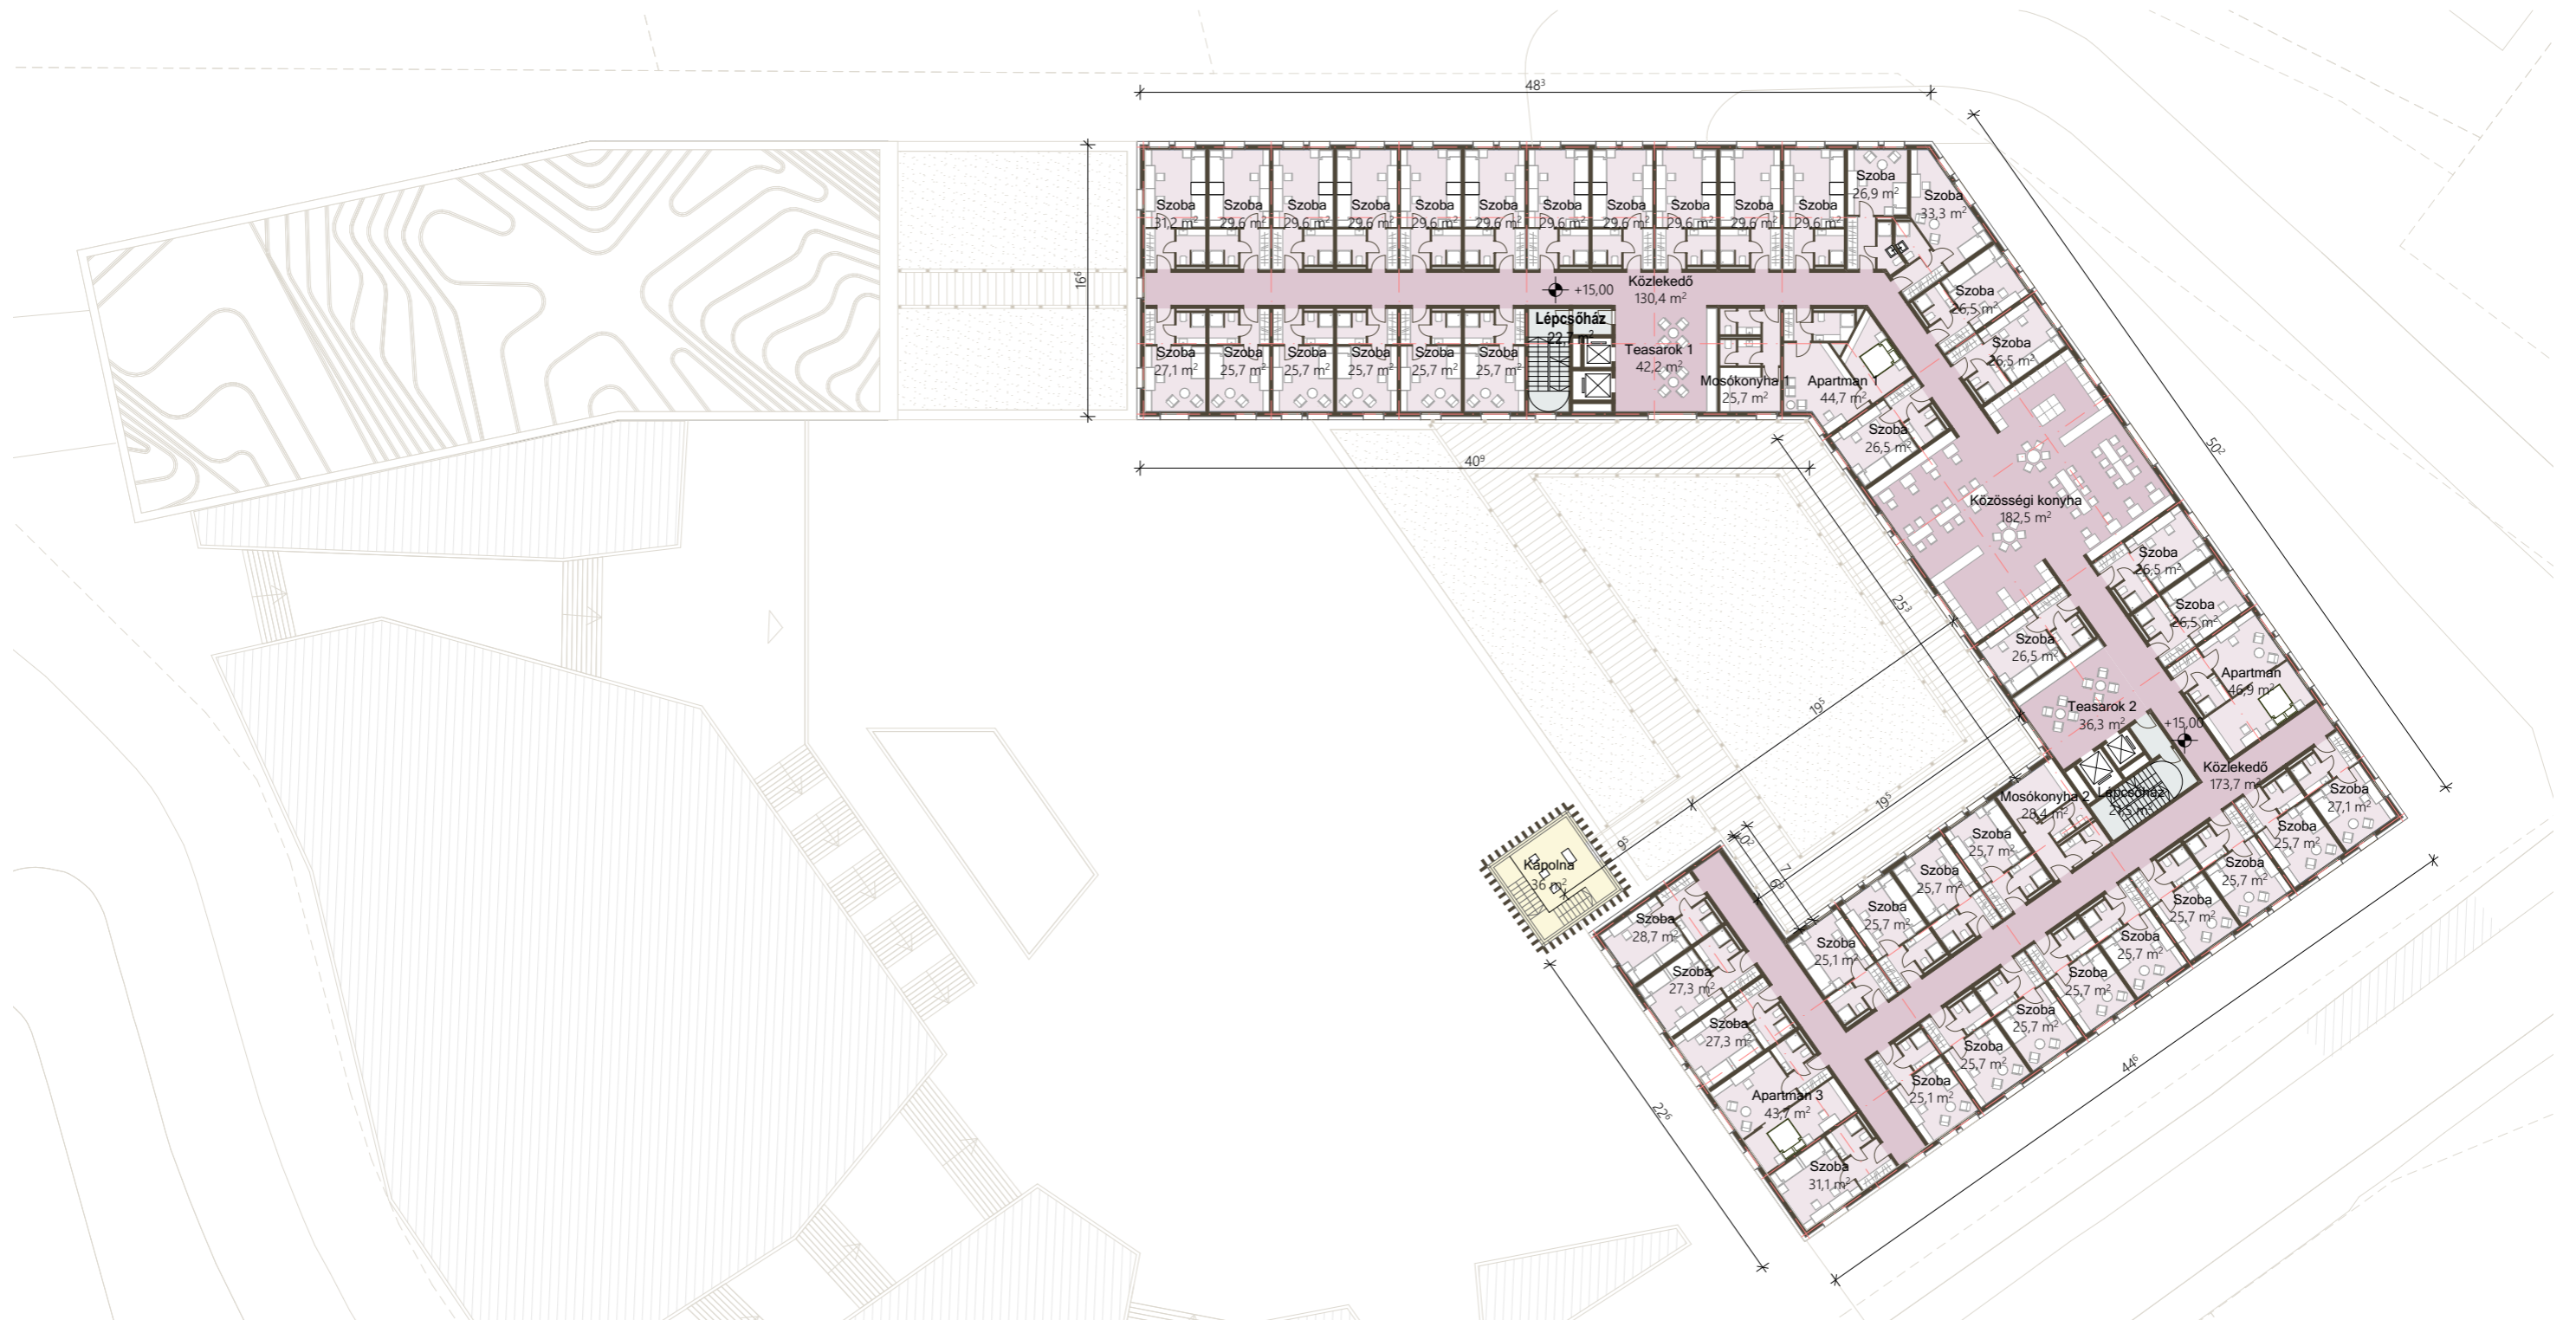 48³
16⁶
Szoba
31,2 m²
Szoba
29,6 m²
Szoba
29,6 m²
Szoba
29,6 m²
Szoba
29,6 m²
Szoba
29,6 m²
Szoba
29,6 m²
Szoba
29,6 m²
Szoba
29,6 m²
Szoba
29,6 m²
Szoba
29,6 m²
Szoba
26,9 m²
Szoba
33,3 m²
Közlekedő
130,4 m²
+15,00
Lépcsőház
22,7 m²
Szoba
27,1 m²
Szoba
25,7 m²
Szoba
25,7 m²
Szoba
25,7 m²
Szoba
25,7 m²
Szoba
25,7 m²
Teasarok 1
42,2 m²
Mosókonyha 1
25,7 m²
Apartman 1
44,7 m²
Szoba
26,5 m²
Szoba
26,5 m²
Szoba
26,5 m²
50²
40⁹
Közösségi konyha
182,5 m²
Szoba
26,5 m²
Szoba
26,5 m²
25³
Szoba
26,5 m²
Apartman
46,9 m²
Teasarok 2
36,3 m²
+15,00
19⁵
Közlekedő
173,7 m²
Lépcsőház
Mosókonyha 2
28,4 m²
19⁵
Szoba
27,1 m²
Szoba
25,7 m²
Szoba
25,7 m²
Szoba
25,7 m²
Szoba
25,7 m²
Szoba
25,7 m²
Szoba
25,7 m²
Szoba
25,7 m²
Szoba
25,1 m²
Szoba
25,7 m²
Szoba
25,7 m²
Szoba
25,7 m²
Szoba
25,1 m²
9⁵
Kápolna
36 m²
Szoba
28,7 m²
Szoba
27,3 m²
Szoba
27,3 m²
Apartman 3
43,7 m²
Szoba
31,1 m²
22⁶
44⁶